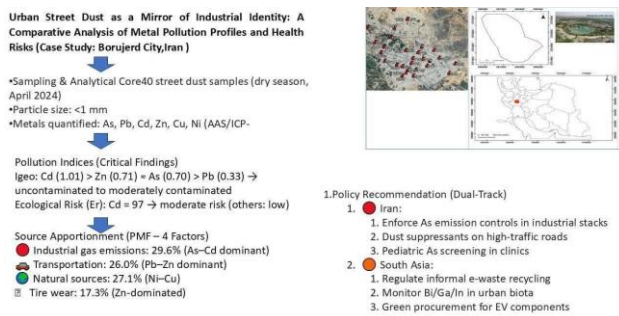 Urban Street Dust as a Mirror of Industrial Identity: A
Comparative Analysis of Metal Pollution Profiles and Health
Risks (Case Study: Borujerd City,Iran )
•Sampling & Analytical Core40 street dust samples (dry season,
April 2024)
•Particle size: <1 mm
•Metals quantified: As, Pb, Cd, Zn, Cu, Ni (AAS/ICP-
Pollution Indices (Critical Findings)
Igeo: Cd (1.01) > Zn (0.71) ≈ As (0.70) > Pb (0.33) →
uncontaminated to moderately contaminated
Ecological Risk (Er): Cd = 97 → moderate risk (others: low)
Source Apportionment (PMF – 4 Factors)
Industrial gas emissions: 29.6% (As–Cd dominant)
Transportation: 26.0% (Pb–Zn dominant)
Natural sources: 27.1% (Ni–Cu)
Tire wear: 17.3% (Zn-dominated)
1.Policy Recommendation (Dual-Track)
1. Iran:
1. Enforce As emission controls in industrial stacks
2. Dust suppressants on high-traffic roads
3. Pediatric As screening in clinics
2. South Asia:
1. Regulate informal e-waste recycling
2. Monitor Bi/Ga/In in urban biota
3. Green procurement for EV components